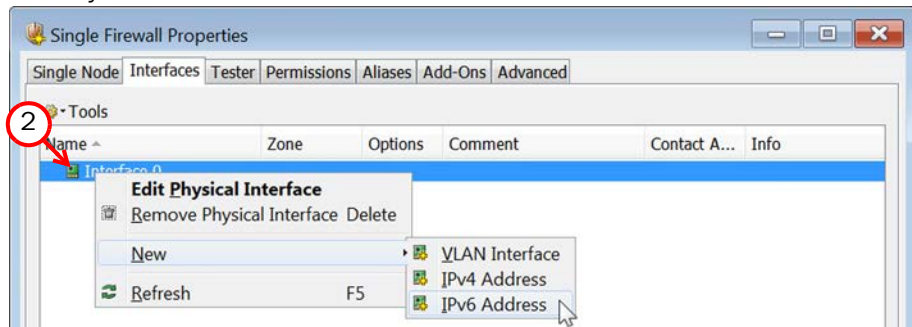 Single Firewall Properties
Single Node Interfaces Tester Permissions Aliases Add-Ons Advanced
Tools
2
Name Zone Options Comment Contact A... Info
Interface 0
Edit Physical Interface
Remove Physical Interface Delete
New VLAN Interface
IPv4 Address
Refresh F5 IPv6 Address